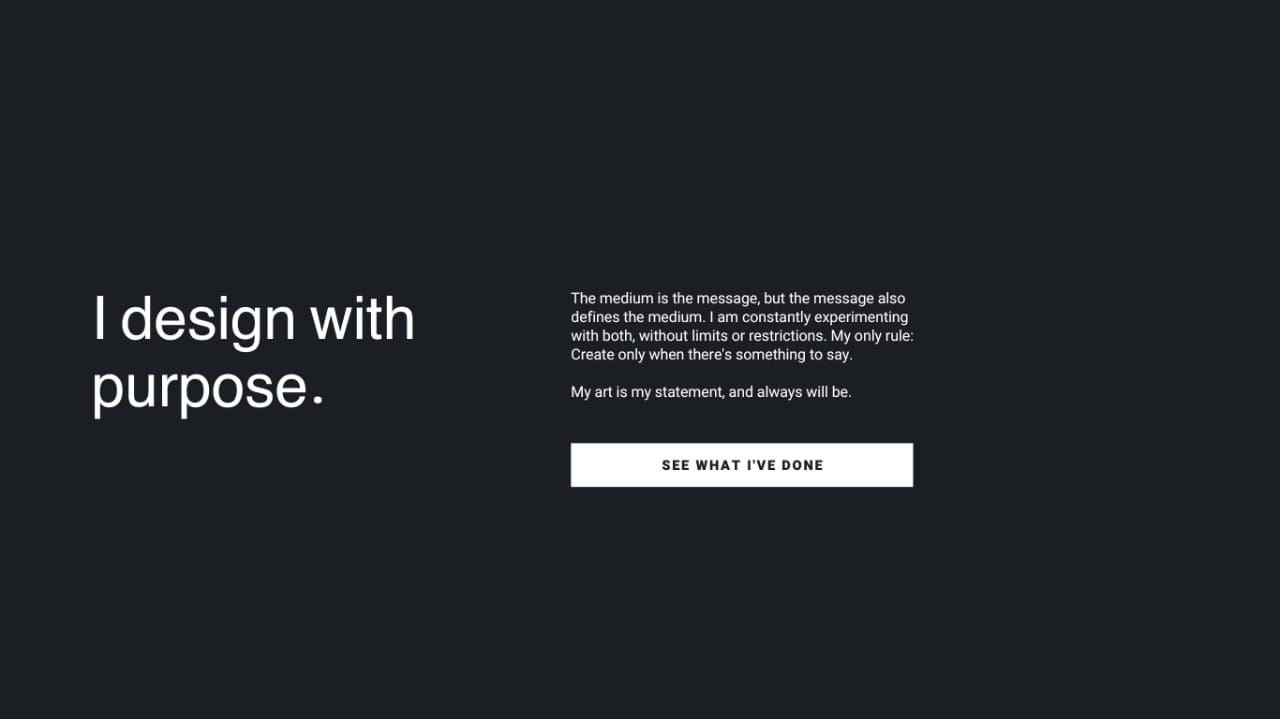 I design with
purpose.
The medium is the message, but the message also
defines the medium. I am constantly experimenting
with both, without limits or restrictions. My only rule:
Create only when there's something to say.
My art is my statement, and always will be.
SEE WHAT I'VE DONE